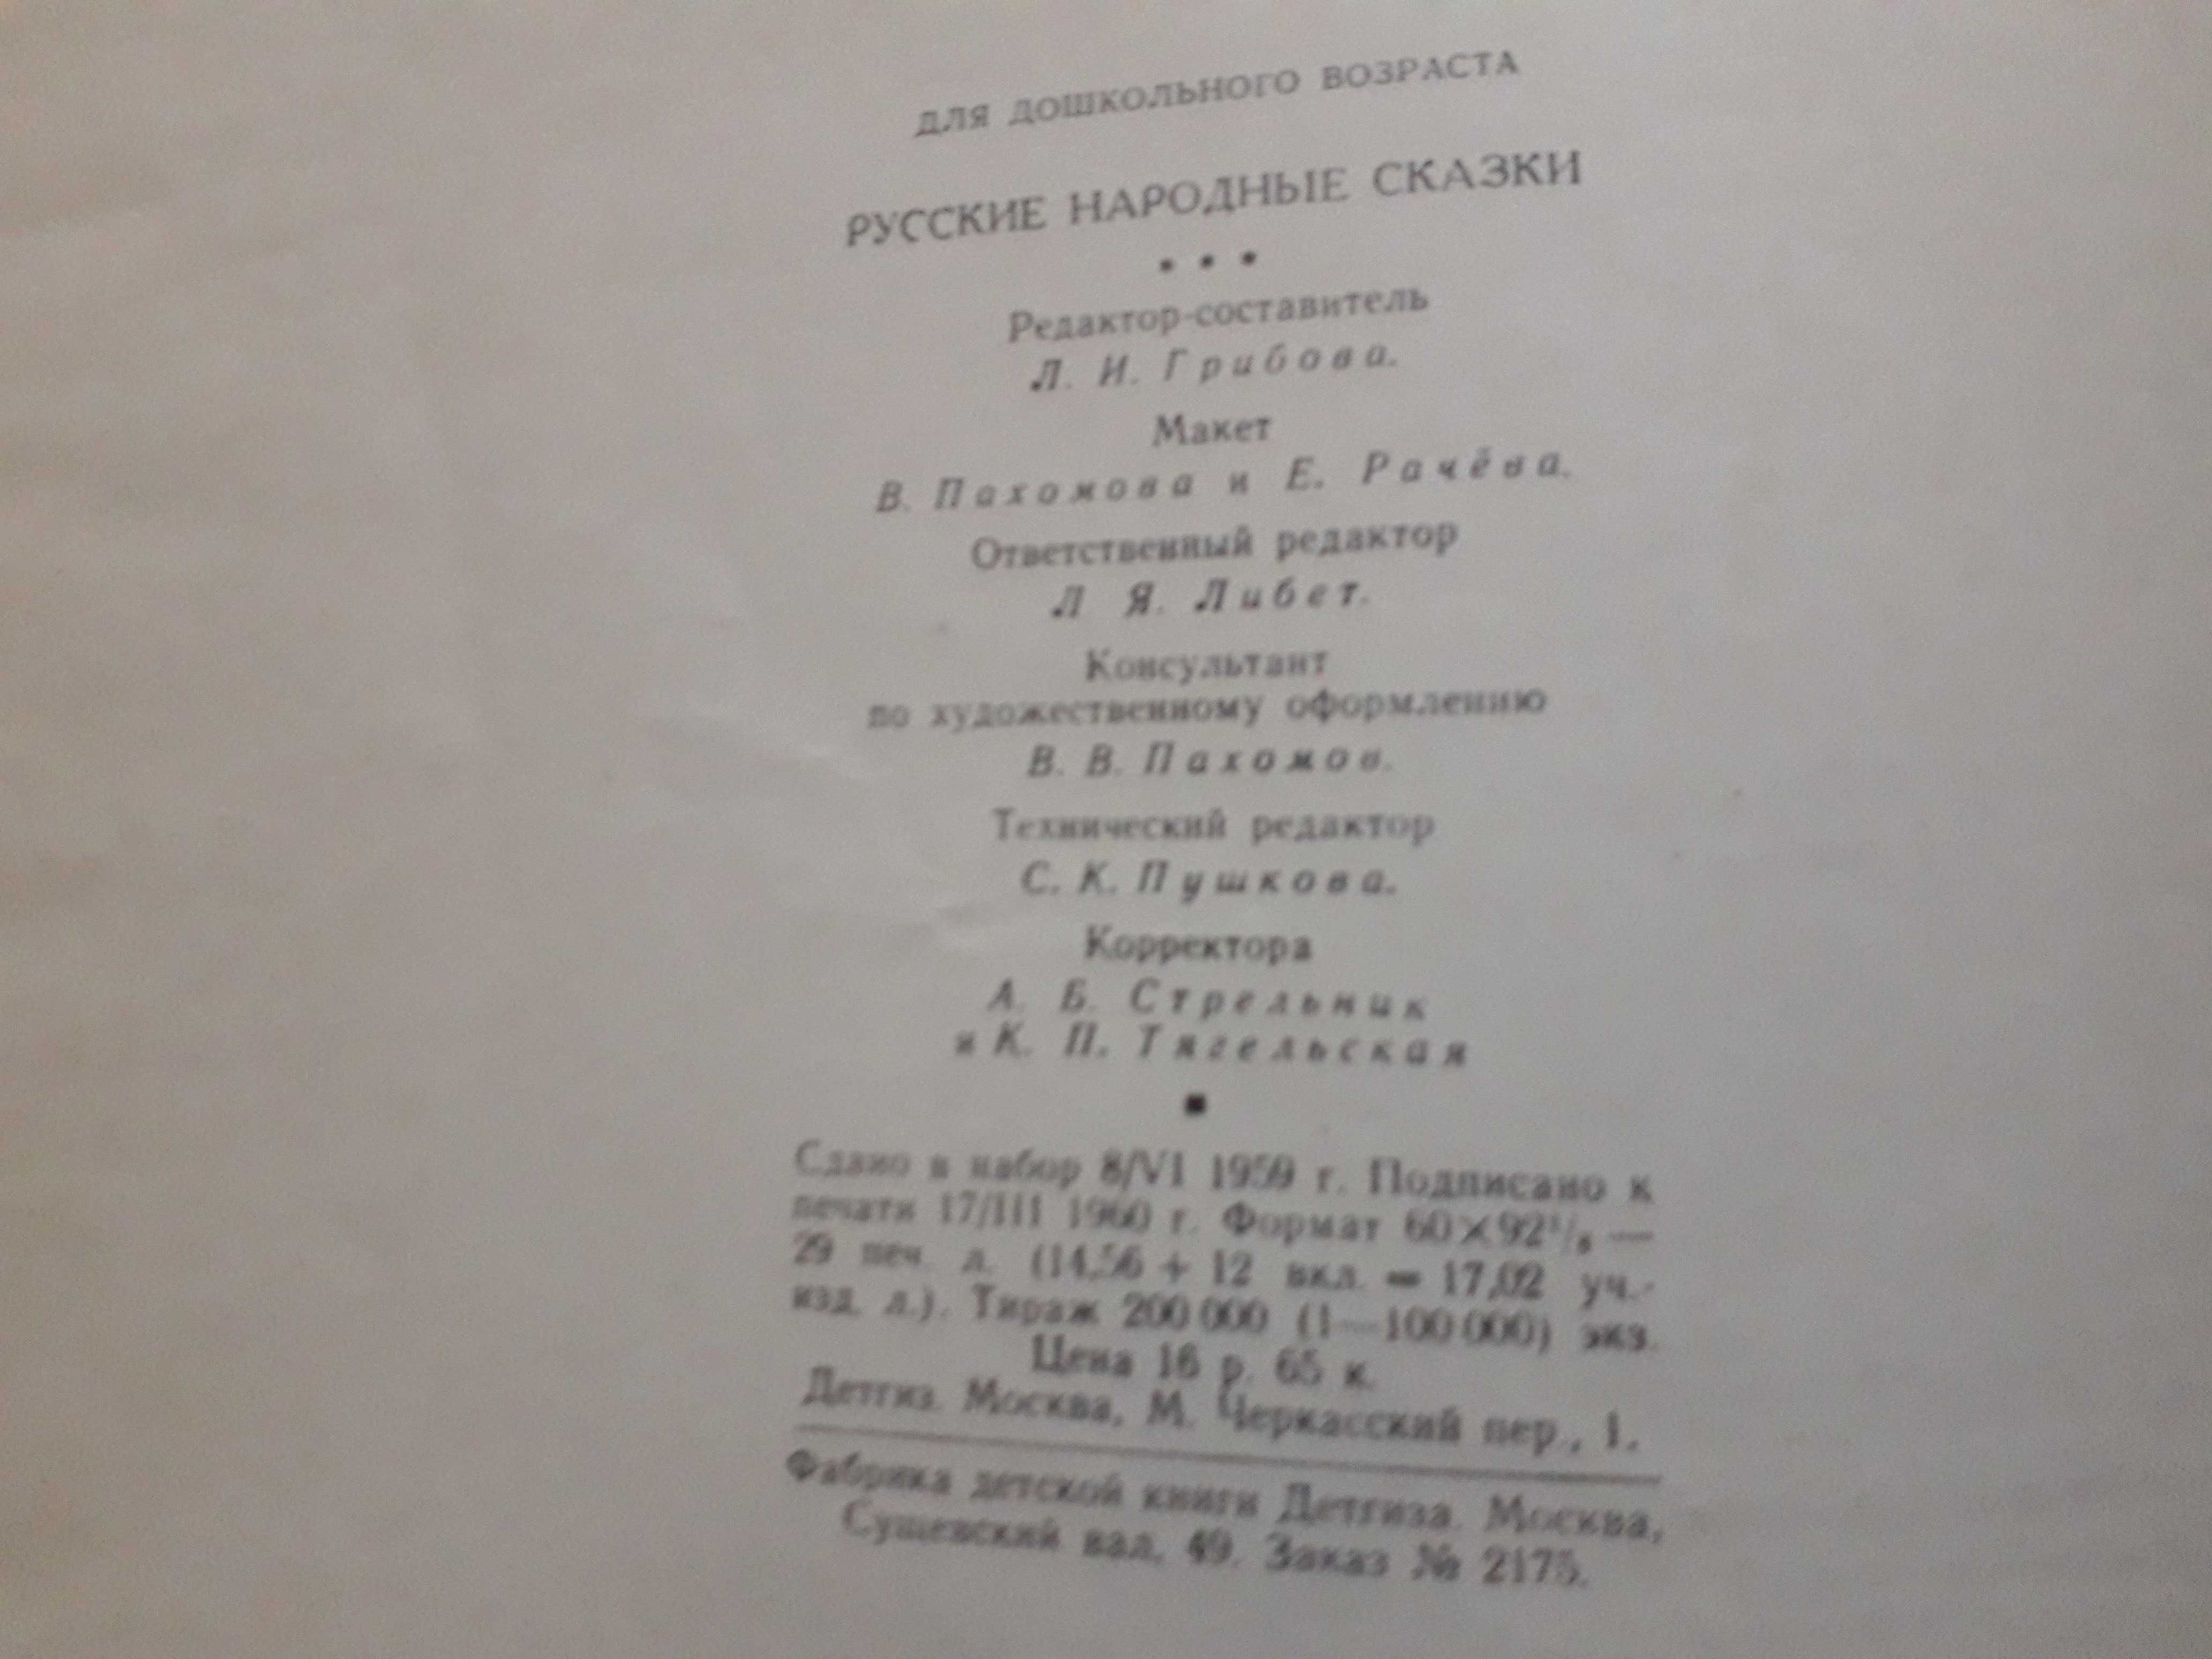 ДЛЯ ДОШКОЛЬНОГО ВОЗРАСТА
РУССКИЕ НАРОДНЫЕ СКАЗКИ
• • •
Редактор-составитель
Л. И. Грибова.
Макет
В. Пахомова и Е. Рачёва.
Ответственный редактор
Л Я. Либет.
Консультант
по художественному оформлению
В. В. Пахомов.
Технический редактор
С. К. Пушкова.
Корректора
А. Б. Стрельник
и К. П. Тягельская
■
Сдано в набор 8/VI 1959 г. Подписано к
печати 17/III 1960 г. Формат 60×92¹/₈ —
29 печ. л. (14,56 + 12 вкл. = 17,02 уч.-
изд. л.). Тираж 200 000 (1—100 000) экз.
Цена 16 р. 65 к.
Детгиз. Москва, М. Черкасский пер., 1.
Фабрика детской книги Детгиза. Москва,
Сущевский вал, 49. Заказ № 2175.